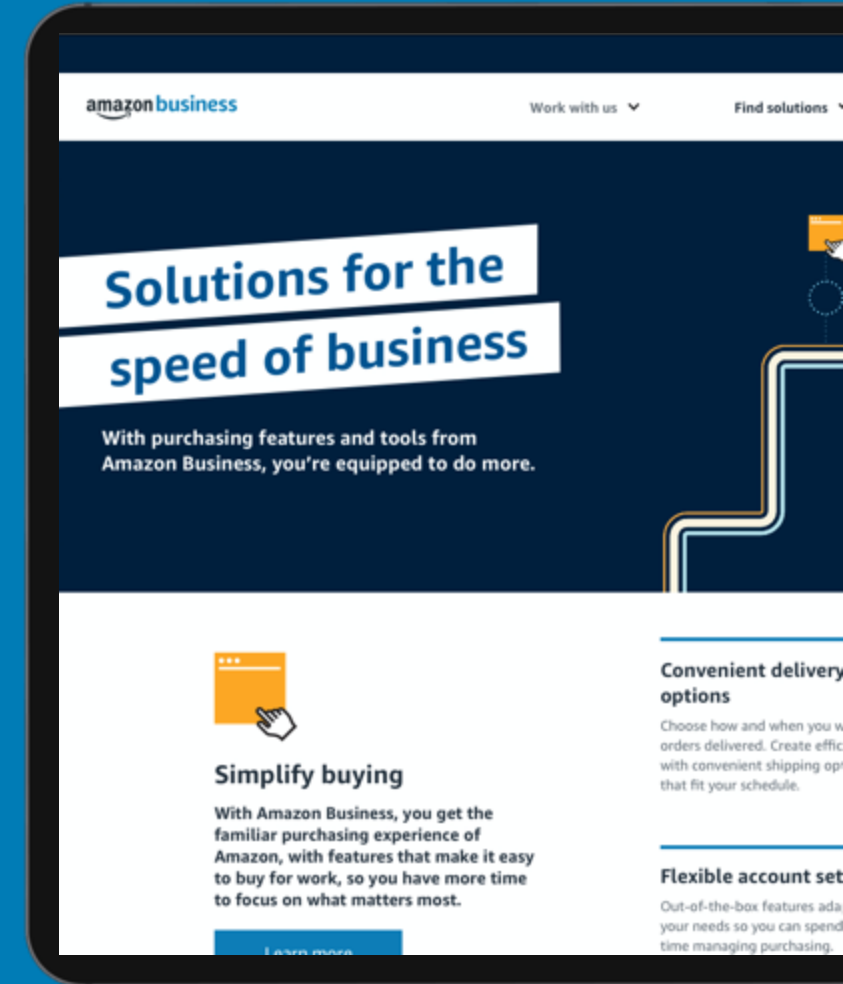 amazon business
Work with us
Find solutions
Solutions for the
speed of business
With purchasing features and tools from
Amazon Business, you're equipped to do more.
Simplify buying
With Amazon Business, you get the
familiar purchasing experience of
Amazon, with features that make it easy
to buy for work, so you have more time
to focus on what matters most.
Learn more
Convenient delivery
options
Choose how and when you
orders delivered. Create
with convenient shipping
that fit your schedule.
Flexible account
Out-of-the-box features
your needs so you can spend
time managing purchasing.